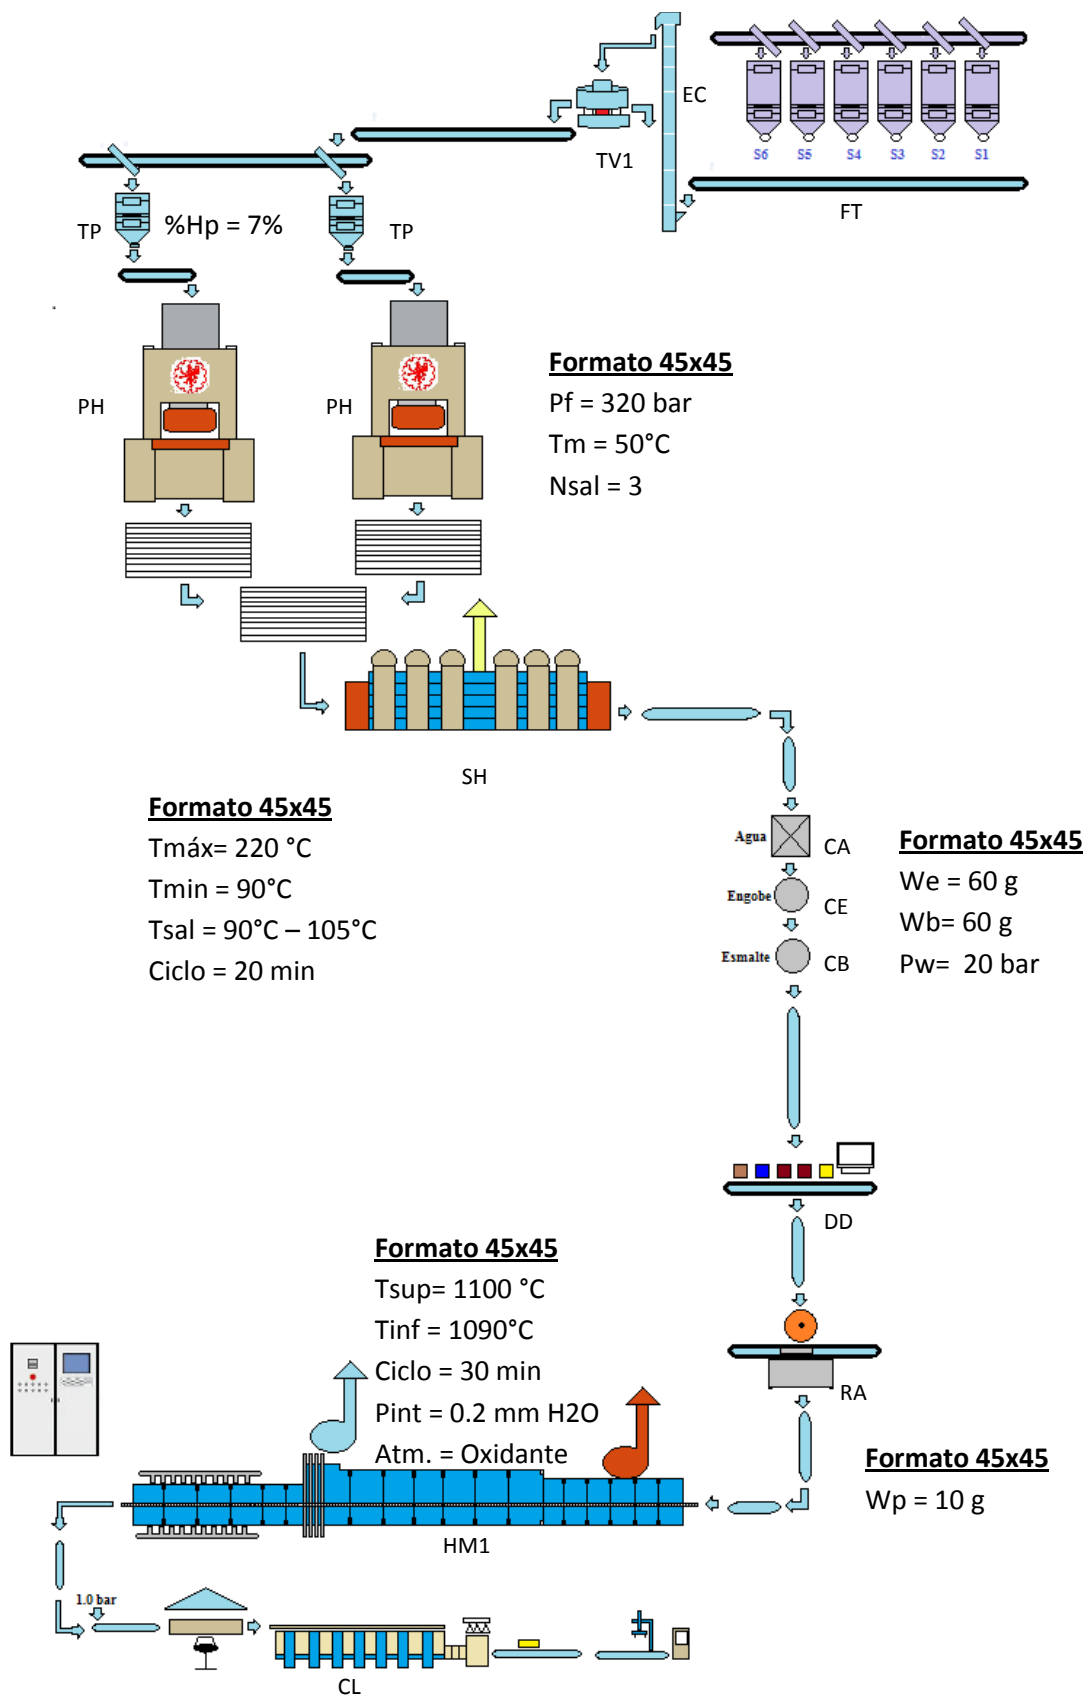 EC
TV1
S6 S5 S4 S3 S2 S1
FT
TP
%Hp = 7%
TP
PH
PH
Formato 45x45
Pf = 320 bar
Tm = 50°C
Nsal = 3
SH
Formato 45x45
Tmáx= 220 °C
Tmin = 90°C
Tsal = 90°C – 105°C
Ciclo = 20 min
Agua
CA
Engobe
CE
Esmalte
CB
Formato 45x45
We = 60 g
Wb= 60 g
Pw= 20 bar
DD
RA
Formato 45x45
Tsup= 1100 °C
Tinf = 1090°C
Ciclo = 30 min
Pint = 0.2 mm H2O
Atm. = Oxidante
Formato 45x45
Wp = 10 g
HM1
1.0 bar
CL